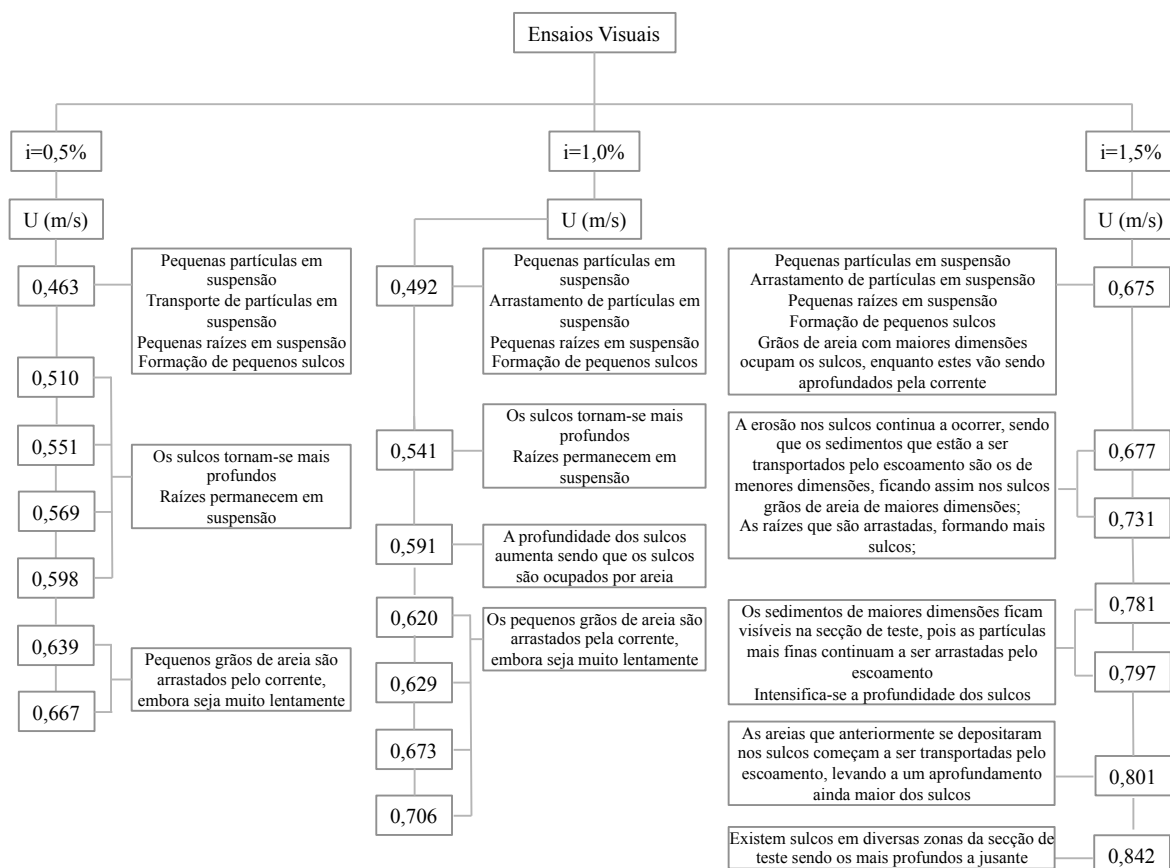 Ensaios Visuais
i=0,5%
U (m/s)
0,463
Pequenas partículas em
suspensão
Transporte de partículas em
suspensão
Pequenas raízes em suspensão
Formação de pequenos sulcos
0,510
0,551
0,569
0,598
Os sulcos tornam-se mais
profundos
Raízes permanecem em
suspensão
0,639
0,667
Pequenos grãos de areia são
arrastados pelo corrente,
embora seja muito lentamente
i=1,0%
U (m/s)
0,492
Pequenas partículas em
suspensão
Arrastamento de partículas em
suspensão
Pequenas raízes em suspensão
Formação de pequenos sulcos
0,541
Os sulcos tornam-se mais
profundos
Raízes permanecem em
suspensão
0,591
A profundidade dos sulcos
aumenta sendo que os sulcos
são ocupados por areia
0,620
0,629
0,673
0,706
Os pequenos grãos de areia são
arrastados pela corrente,
embora seja muito lentamente
i=1,5%
U (m/s)
0,675
Pequenas partículas em suspensão
Arrastamento de partículas em suspensão
Pequenas raízes em suspensão
Formação de pequenos sulcos
Grãos de areia com maiores dimensões
ocupam os sulcos, enquanto estes vão sendo
aprofundados pela corrente
0,677
0,731
A erosão nos sulcos continua a ocorrer, sendo
que os sedimentos que estão a ser
transportados pelo escoamento são os de
menores dimensões, ficando assim nos sulcos
grãos de areia de maiores dimensões;
As raízes que são arrastadas, formando mais
sulcos;
0,781
0,797
Os sedimentos de maiores dimensões ficam
visíveis na secção de teste, pois as partículas
mais finas continuam a ser arrastadas pelo
escoamento
Intensifica-se a profundidade dos sulcos
0,801
As areias que anteriormente se depositaram
nos sulcos começam a ser transportadas pelo
escoamento, levando a um aprofundamento
ainda maior dos sulcos
0,842
Existem sulcos em diversas zonas da secção de
teste sendo os mais profundos a jusante